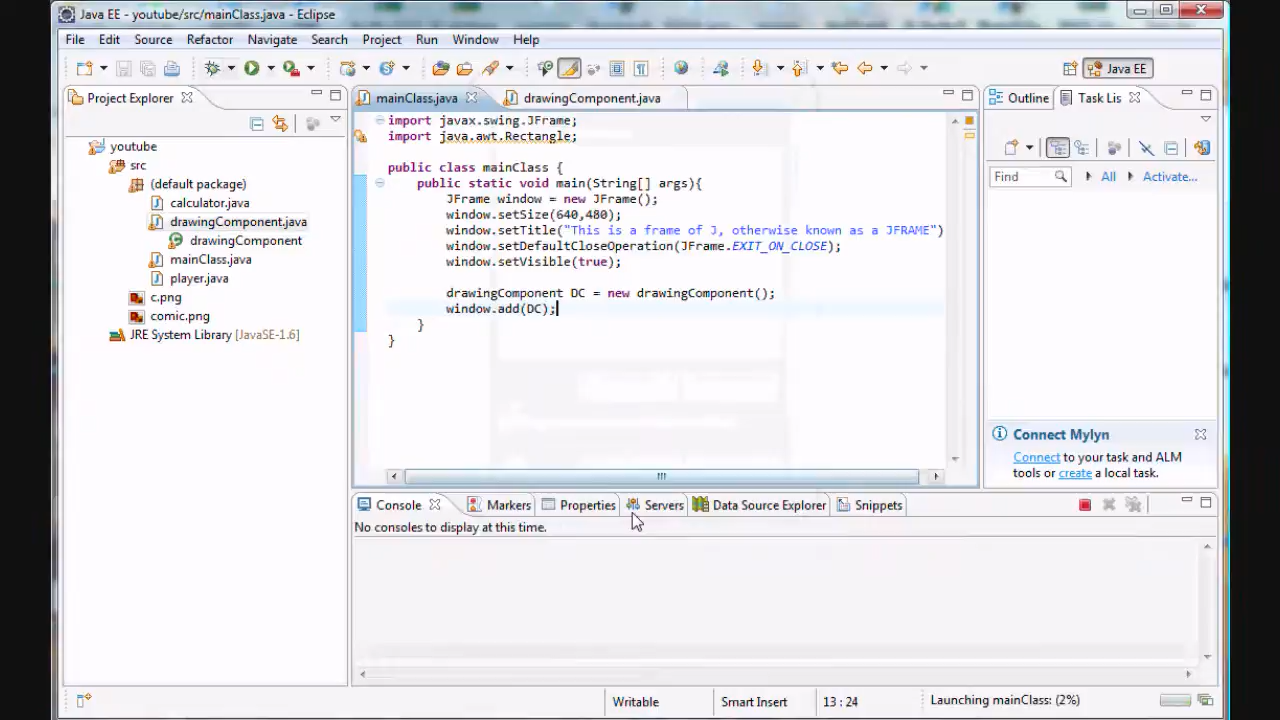 Java EE - youtube/src/mainClass.java - Eclipse
File Edit Source Refactor Navigate Search Project Run Window Help
Java EE
Project Explorer
mainClass.java
drawingComponent.java
Outline
Task Lis
youtube
src
(default package)
calculator.java
drawingComponent.java
drawingComponent
mainClass.java
player.java
c.png
comic.png
JRE System Library [JavaSE-1.6]
import javax.swing.JFrame;
import java.awt.Rectangle;
public class mainClass {
public static void main(String[] args){
JFrame window = new JFrame();
window.setSize(640,480);
window.setTitle("This is a frame of J, otherwise known as a JFRAME")
window.setDefaultCloseOperation(JFrame.EXIT_ON_CLOSE);
window.setVisible(true);
drawingComponent DC = new drawingComponent();
window.add(DC);
}
}
Find
All
Activate...
Connect Mylyn
Connect to your task and ALM
tools or create a local task.
Console Markers Properties Servers Data Source Explorer Snippets
No consoles to display at this time.
Writable
Smart Insert
13 : 24
Launching mainClass: (2%)